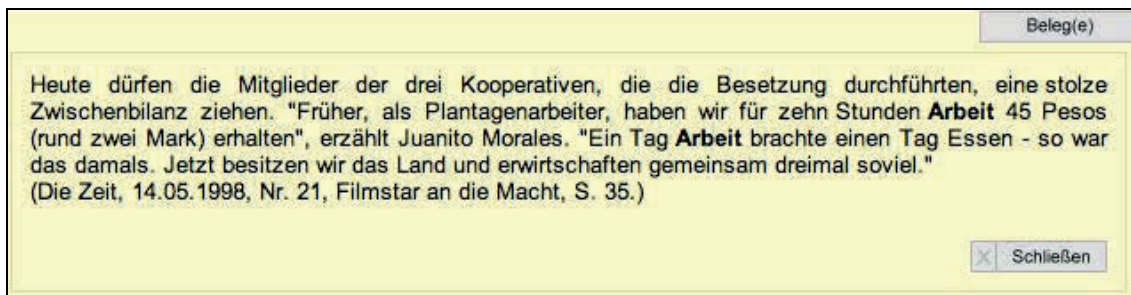 Beleg(e)
Heute dürfen die Mitglieder der drei Kooperativen, die die Besetzung durchführten, eine stolze
Zwischenbilanz ziehen. "Früher, als Plantagenarbeiter, haben wir für zehn Stunden Arbeit 45 Pesos
(rund zwei Mark) erhalten", erzählt Juanito Morales. "Ein Tag Arbeit brachte einen Tag Essen - so war
das damals. Jetzt besitzen wir das Land und erwirtschaften gemeinsam dreimal soviel."
(Die Zeit, 14.05.1998, Nr. 21, Filmstar an die Macht, S. 35.)
X Schließen